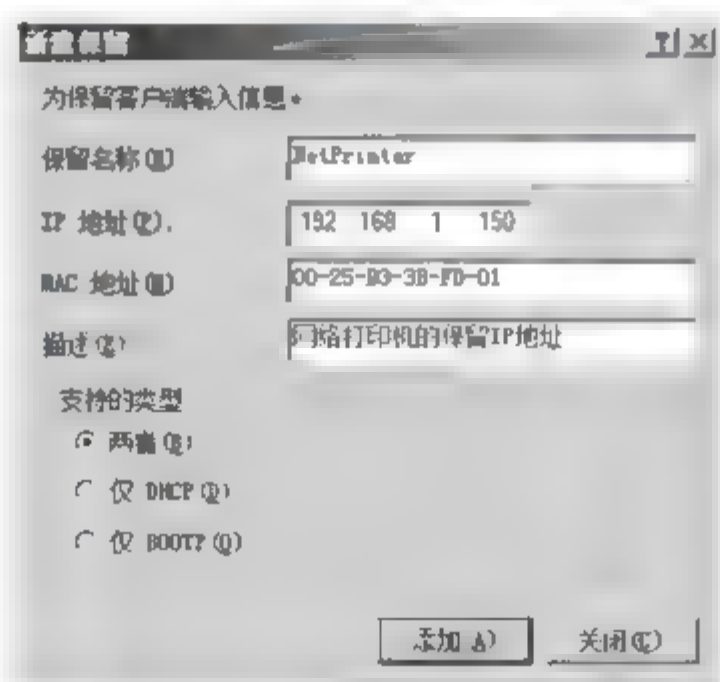 新建保留
为保留客户端输入信息。
保留名称(N) NetPrinter
IP 地址(P). 192 168 1 150
MAC 地址(M) 00-25-B3-3B-FD-01
描述(E) 网络打印机的保留IP地址
支持的类型
两者(B)
仅 DHCP(D)
仅 BOOTP(O)
添加(A)
关闭(C)